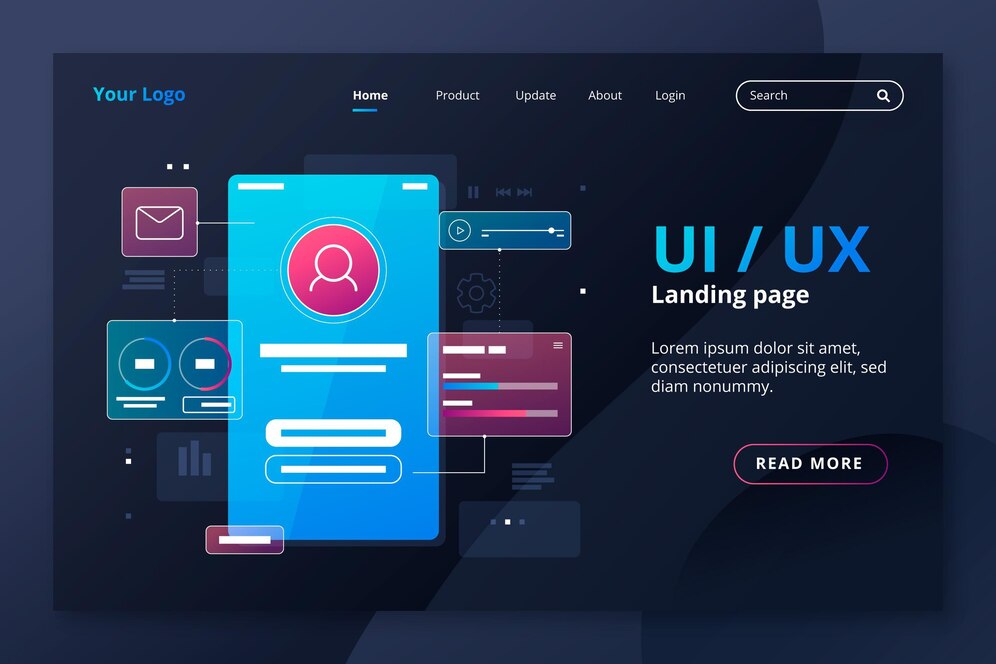 Your Logo
Home
Product
Update
About
Login
Search
UI / UX
Landing page
Lorem ipsum dolor sit amet,
consectetuer adipiscing elit, sed
diam nonummy.
READ MORE